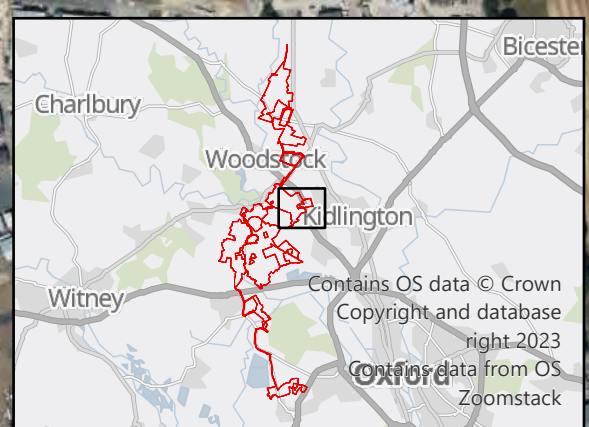 Bicester
Charlbury
Woodstock
Kidlington
Witney
Oxford
Contains OS data © Crown
Copyright and database
right 2023
Contains data from OS
Zoomstack